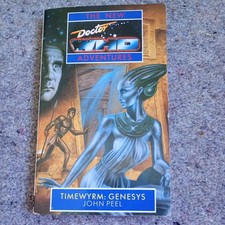 THE NEW
Doctor
WHO
ADVENTURES
TIMEWYRM: GENESYS
JOHN PEEL